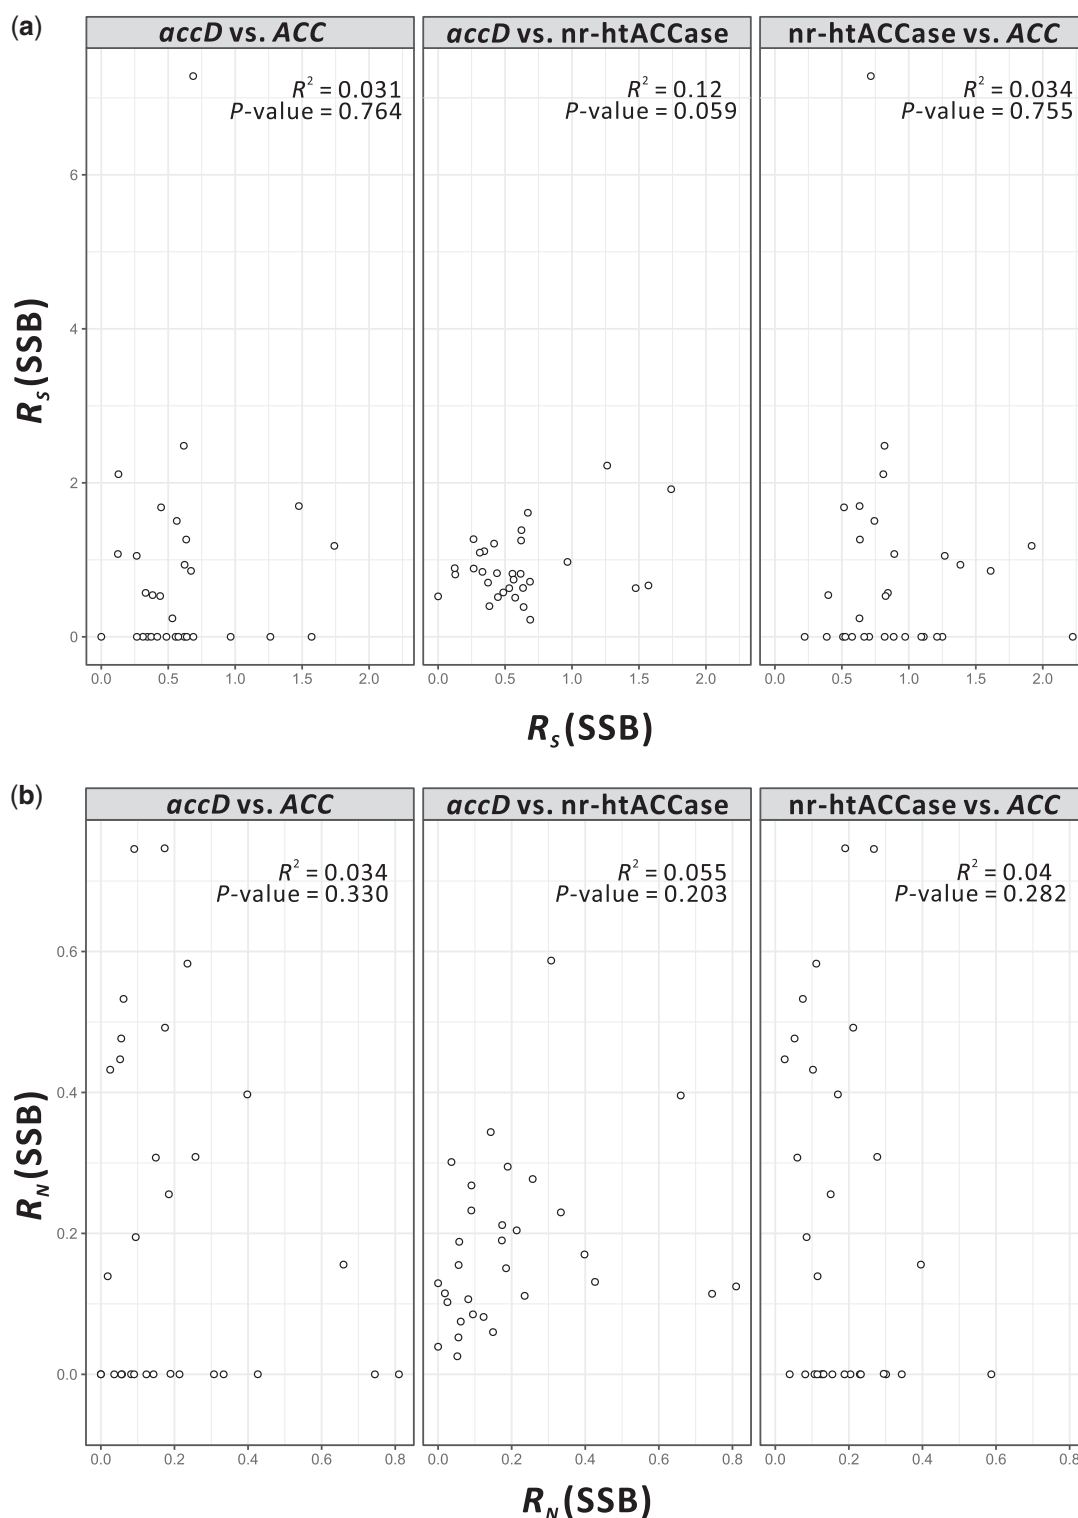 (a)
accD vs. ACC
accD vs. nr-htACCase
nr-htACCase vs. ACC
R² = 0.031
P-value = 0.764
R² = 0.12
P-value = 0.059
R² = 0.034
P-value = 0.755
6
4
2
0
RS (SSB)
0.0 0.5 1.0 1.5 2.0
0.0 0.5 1.0 1.5 2.0
0.0 0.5 1.0 1.5 2.0
RS (SSB)
(b)
accD vs. ACC
accD vs. nr-htACCase
nr-htACCase vs. ACC
R² = 0.034
P-value = 0.330
R² = 0.055
P-value = 0.203
R² = 0.04
P-value = 0.282
0.6
0.4
0.2
0.0
RN (SSB)
0.0 0.2 0.4 0.6 0.8
0.0 0.2 0.4 0.6 0.8
0.0 0.2 0.4 0.6 0.8
RN (SSB)